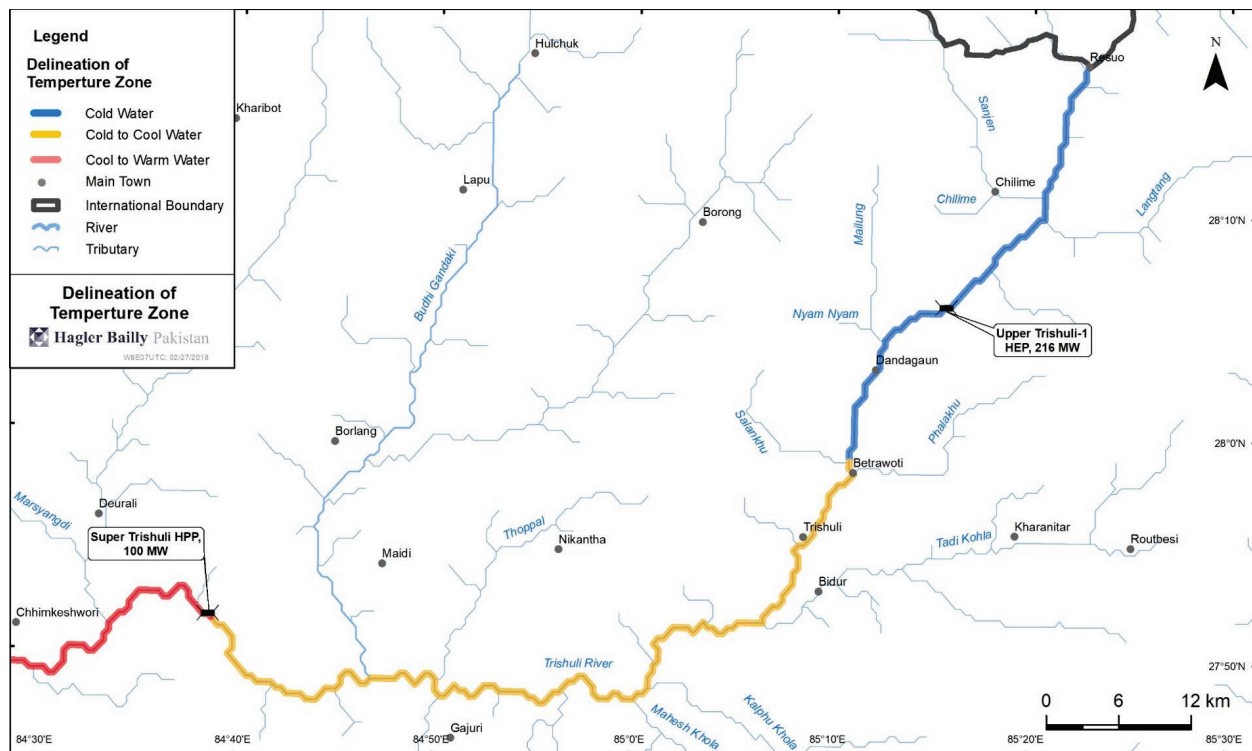 Legend
Delineation of
Temperture Zone
Cold Water
Cold to Cool Water
Cool to Warm Water
Main Town
International Boundary
River
Tributary
Delineation of
Temperture Zone
Hagler Bailly Pakistan
W8E07UTC: 02/27/2018
Hulchuk
Kharibot
Lapu
Borong
Budhi Gandaki
Resuo
N
Sanjen
Chilime
Chilime
Langtang
Mailung
28°10'N
Nyam Nyam
Upper Trishuli-1
HEP, 216 MW
Dandagaun
Salankhu
Phalakhu
Borlang
Betrawoti
28°0'N
Marsyangdi
Deurali
Super Trishuli HPP,
100 MW
Maidi
Thoppal
Nikantha
Trishuli
Tadi Kohla
Kharanitar
Routbesi
Bidur
Chhimkeshwori
Trishuli River
27°50'N
Mahesh Khola
Kalphu Khola
Gajuri
0 6 12 km
84°30'E 84°40'E 84°50'E 85°0'E 85°10'E 85°20'E 85°30'E